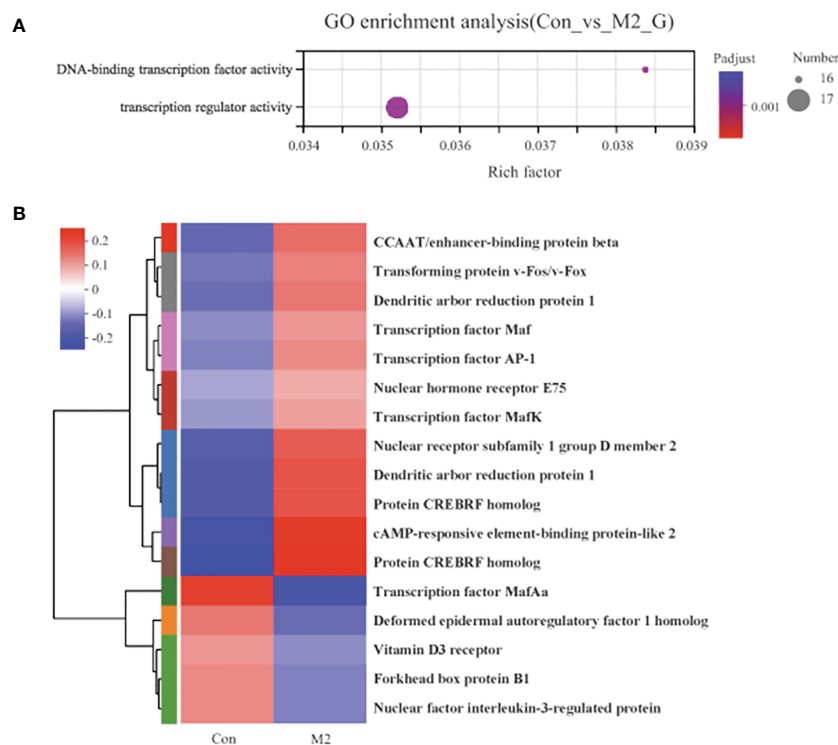 A
GO enrichment analysis(Con_vs_M2_G)
DNA-binding transcription factor activity
transcription regulator activity
0.034 0.035 0.036 0.037 0.038 0.039
Rich factor
Padjust
0.001
Number
16
17
B
0.2
0.1
0
-0.1
-0.2
CCAAT/enhancer-binding protein beta
Transforming protein v-Fos/v-Fox
Dendritic arbor reduction protein 1
Transcription factor Maf
Transcription factor AP-1
Nuclear hormone receptor E75
Transcription factor MafK
Nuclear receptor subfamily 1 group D member 2
Dendritic arbor reduction protein 1
Protein CREBRF homolog
cAMP-responsive element-binding protein-like 2
Protein CREBRF homolog
Transcription factor MafAa
Deformed epidermal autoregulatory factor 1 homolog
Vitamin D3 receptor
Forkhead box protein B1
Nuclear factor interleukin-3-regulated protein
Con M2